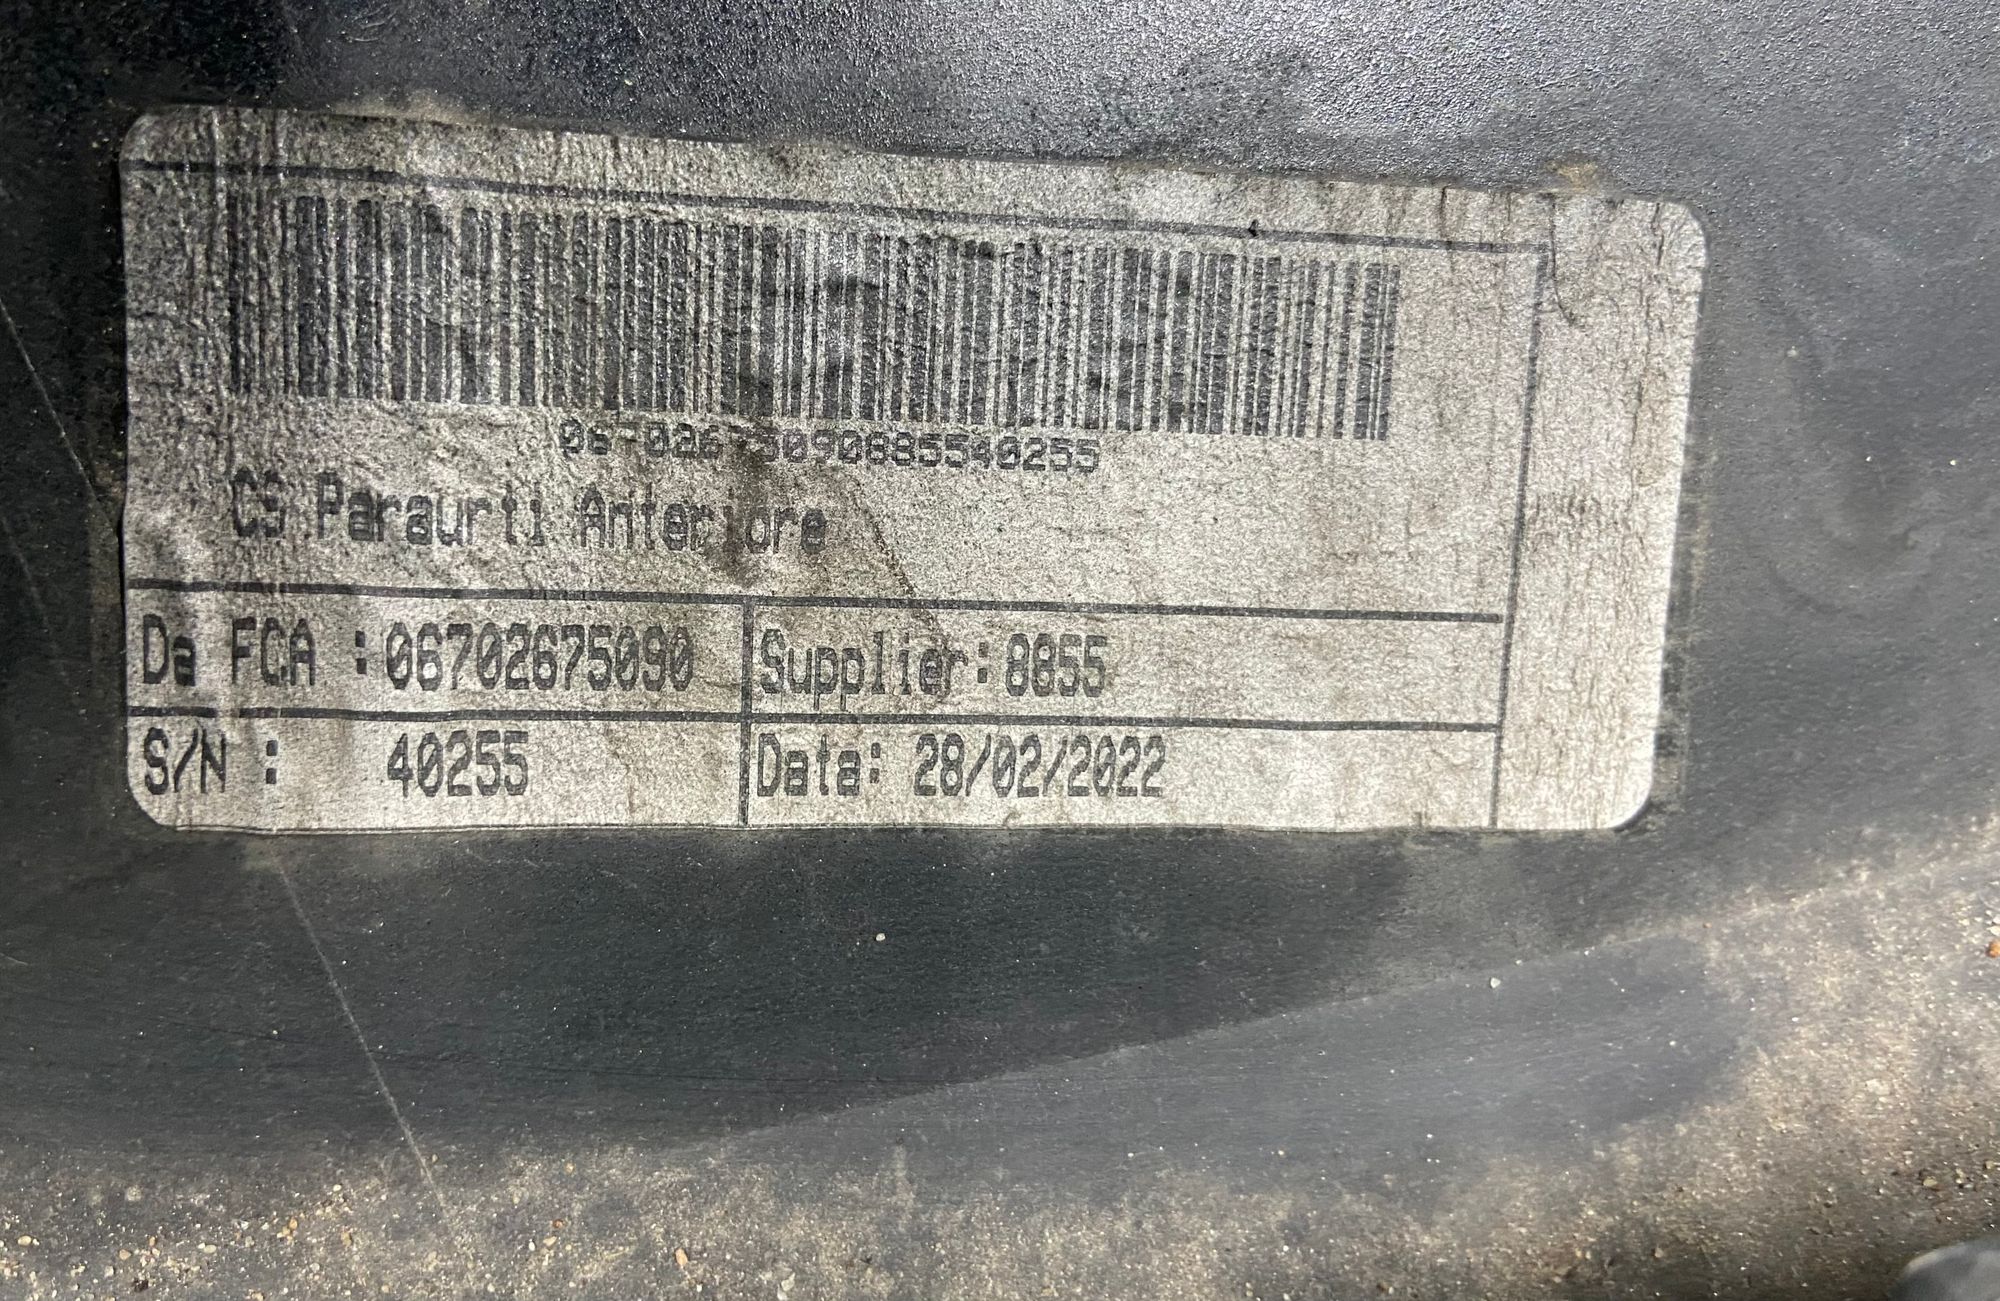 06702675090885540255
CS Paraurti Anteriore
Da FCA :06702675090
Supplier:8855
S/N : 40255
Data: 28/02/2022